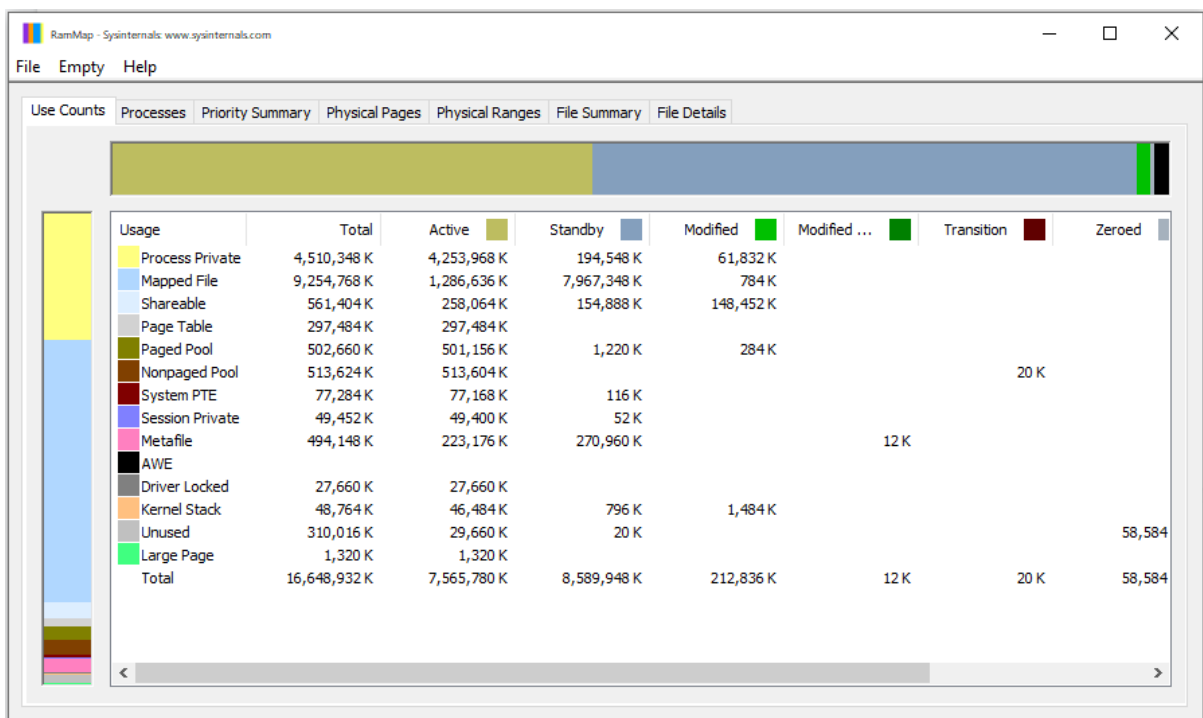 RamMap - Sysinternals: www.sysinternals.com
File Empty Help
Use Counts Processes Priority Summary Physical Pages Physical Ranges File Summary File Details
Usage Total Active Standby Modified Modified ... Transition Zeroed
Process Private 4,510,348 K 4,253,968 K 194,548 K 61,832 K
Mapped File 9,254,768 K 1,286,636 K 7,967,348 K 784 K
Shareable 561,404 K 258,064 K 154,888 K 148,452 K
Page Table 297,484 K 297,484 K
Paged Pool 502,660 K 501,156 K 1,220 K 284 K
Nonpaged Pool 513,624 K 513,604 K 20 K
System PTE 77,284 K 77,168 K 116 K
Session Private 49,452 K 49,400 K 52 K
Metafile 494,148 K 223,176 K 270,960 K 12 K
AWE
Driver Locked 27,660 K 27,660 K
Kernel Stack 48,764 K 46,484 K 796 K 1,484 K
Unused 310,016 K 29,660 K 20 K 58,584
Large Page 1,320 K 1,320 K
Total 16,648,932 K 7,565,780 K 8,589,948 K 212,836 K 12 K 20 K 58,584